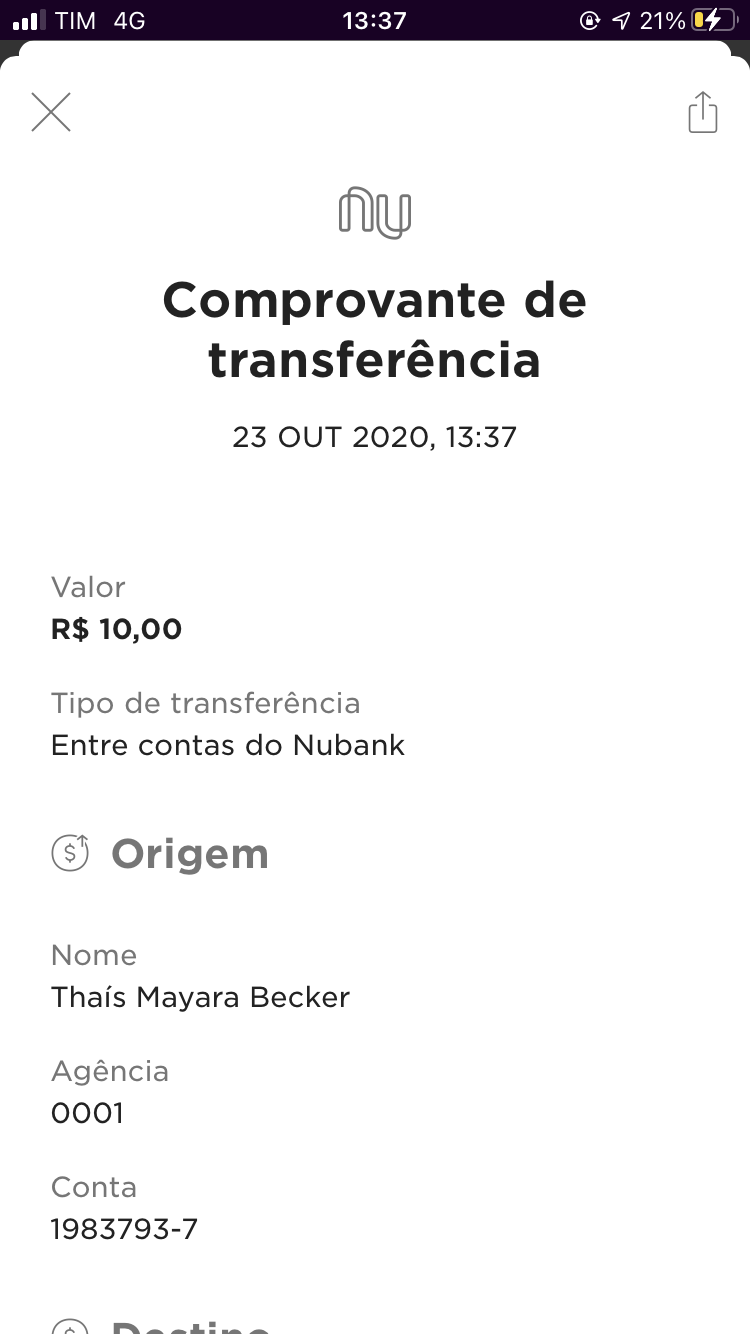 TIM 4G 13:37 21%
nu
Comprovante de
transferência
23 OUT 2020, 13:37
Valor
R$ 10,00
Tipo de transferência
Entre contas do Nubank
Origem
Nome
Thaís Mayara Becker
Agência
0001
Conta
1983793-7
Destino